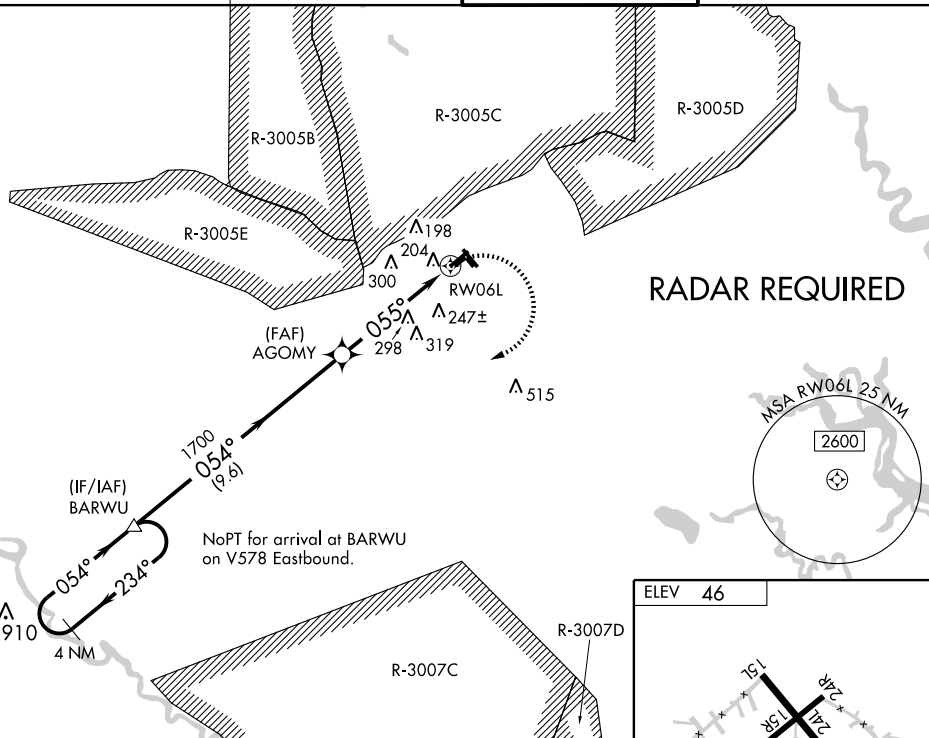 R-3005B
R-3005C
R-3005D
R-3005E
198
204
300
RW06L
RADAR REQUIRED
055°
247±
298
319
(FAF)
AGOMY
515
MSA RW06L 25 NM
2600
1700
054°
(9.6)
(IF/IAF)
BARWU
NoPT for arrival at BARWU
on V578 Eastbound.
054°
234°
910
4 NM
ELEV 46
R-3007D
R-3007C
15L
24R
15R
24L